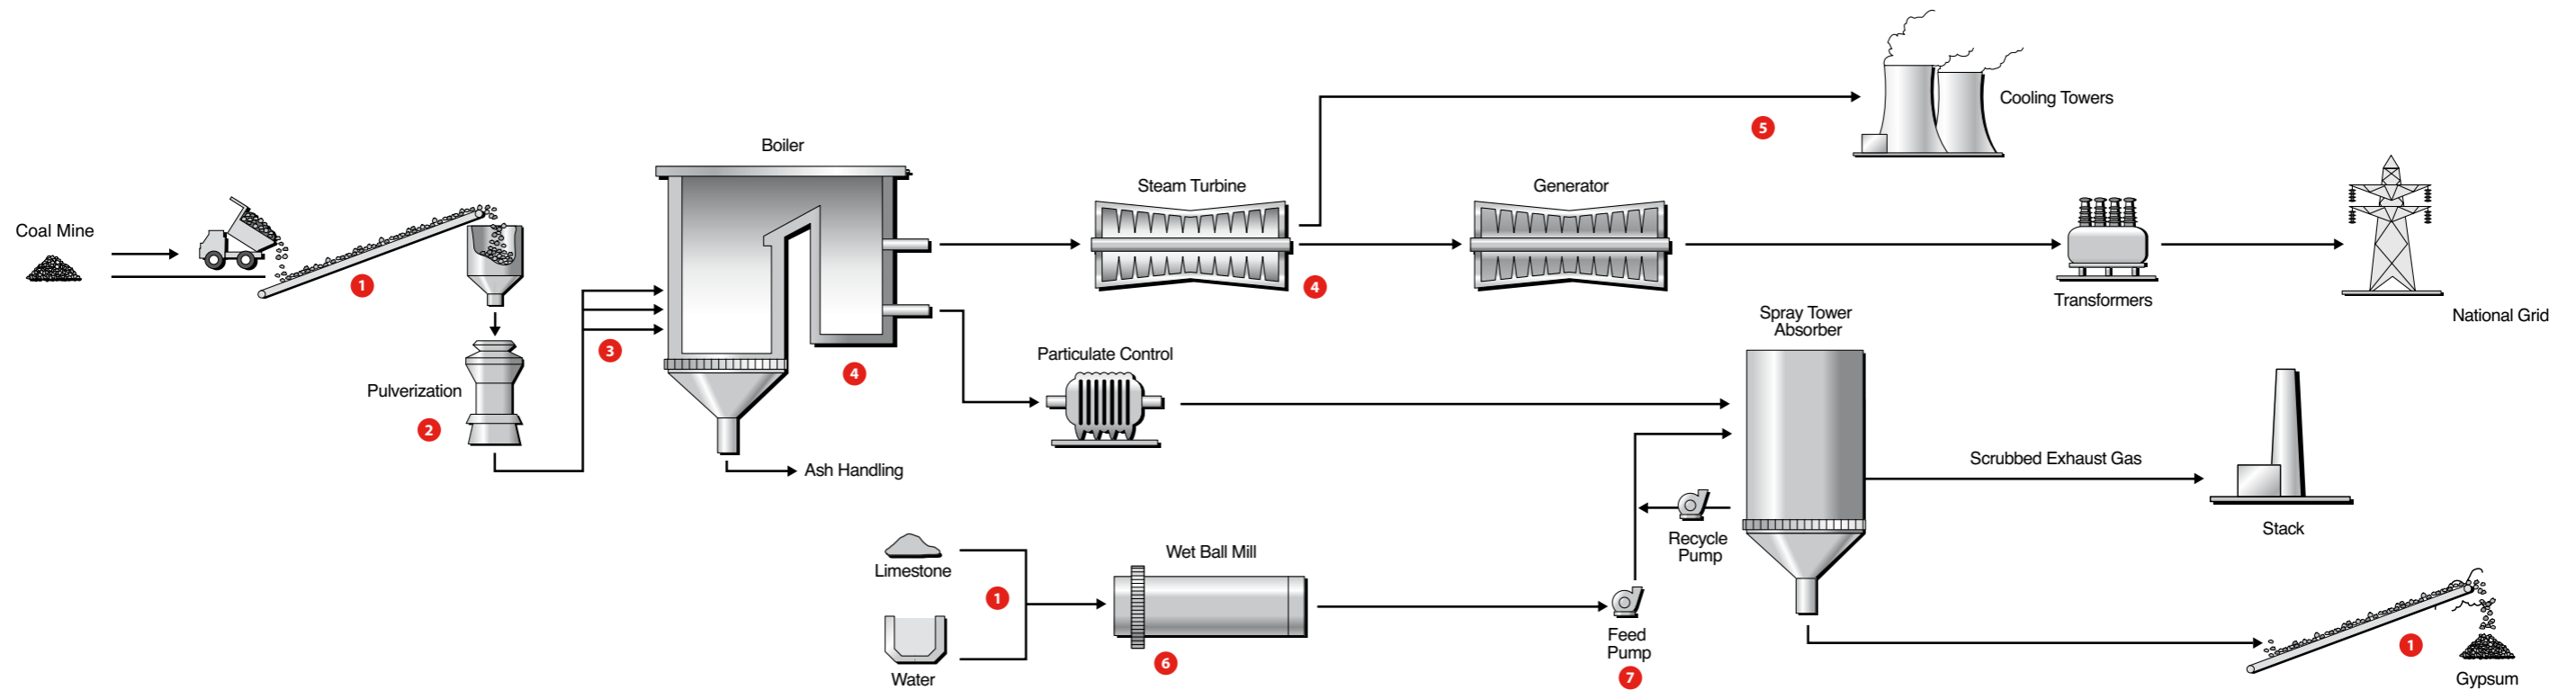 Coal Mine
1
Pulverization
2
3
Boiler
4
Ash Handling
Steam Turbine
4
Generator
5
Cooling Towers
Transformers
National Grid
Particulate Control
Spray Tower
Absorber
Scrubbed Exhaust Gas
Stack
Recycle
Pump
Limestone
1
Water
Wet Ball Mill
6
Feed
Pump
7
1
Gypsum